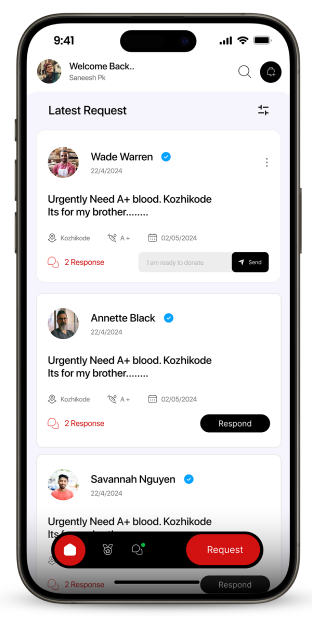 9:41
Welcome Back..
Saneesh Pk
Latest Request
Wade Warren
22/4/2024
Urgently Need A+ blood. Kozhikode
Its for my brother........
Kozhikode A + 02/05/2024
2 Response I am ready to donate Send
Annette Black
22/4/2024
Urgently Need A+ blood. Kozhikode
Its for my brother........
Kozhikode A + 02/05/2024
2 Response Respond
Savannah Nguyen
22/4/2024
Urgently Need A+ blood. Kozhikode
Its
Request
2 Response Respond